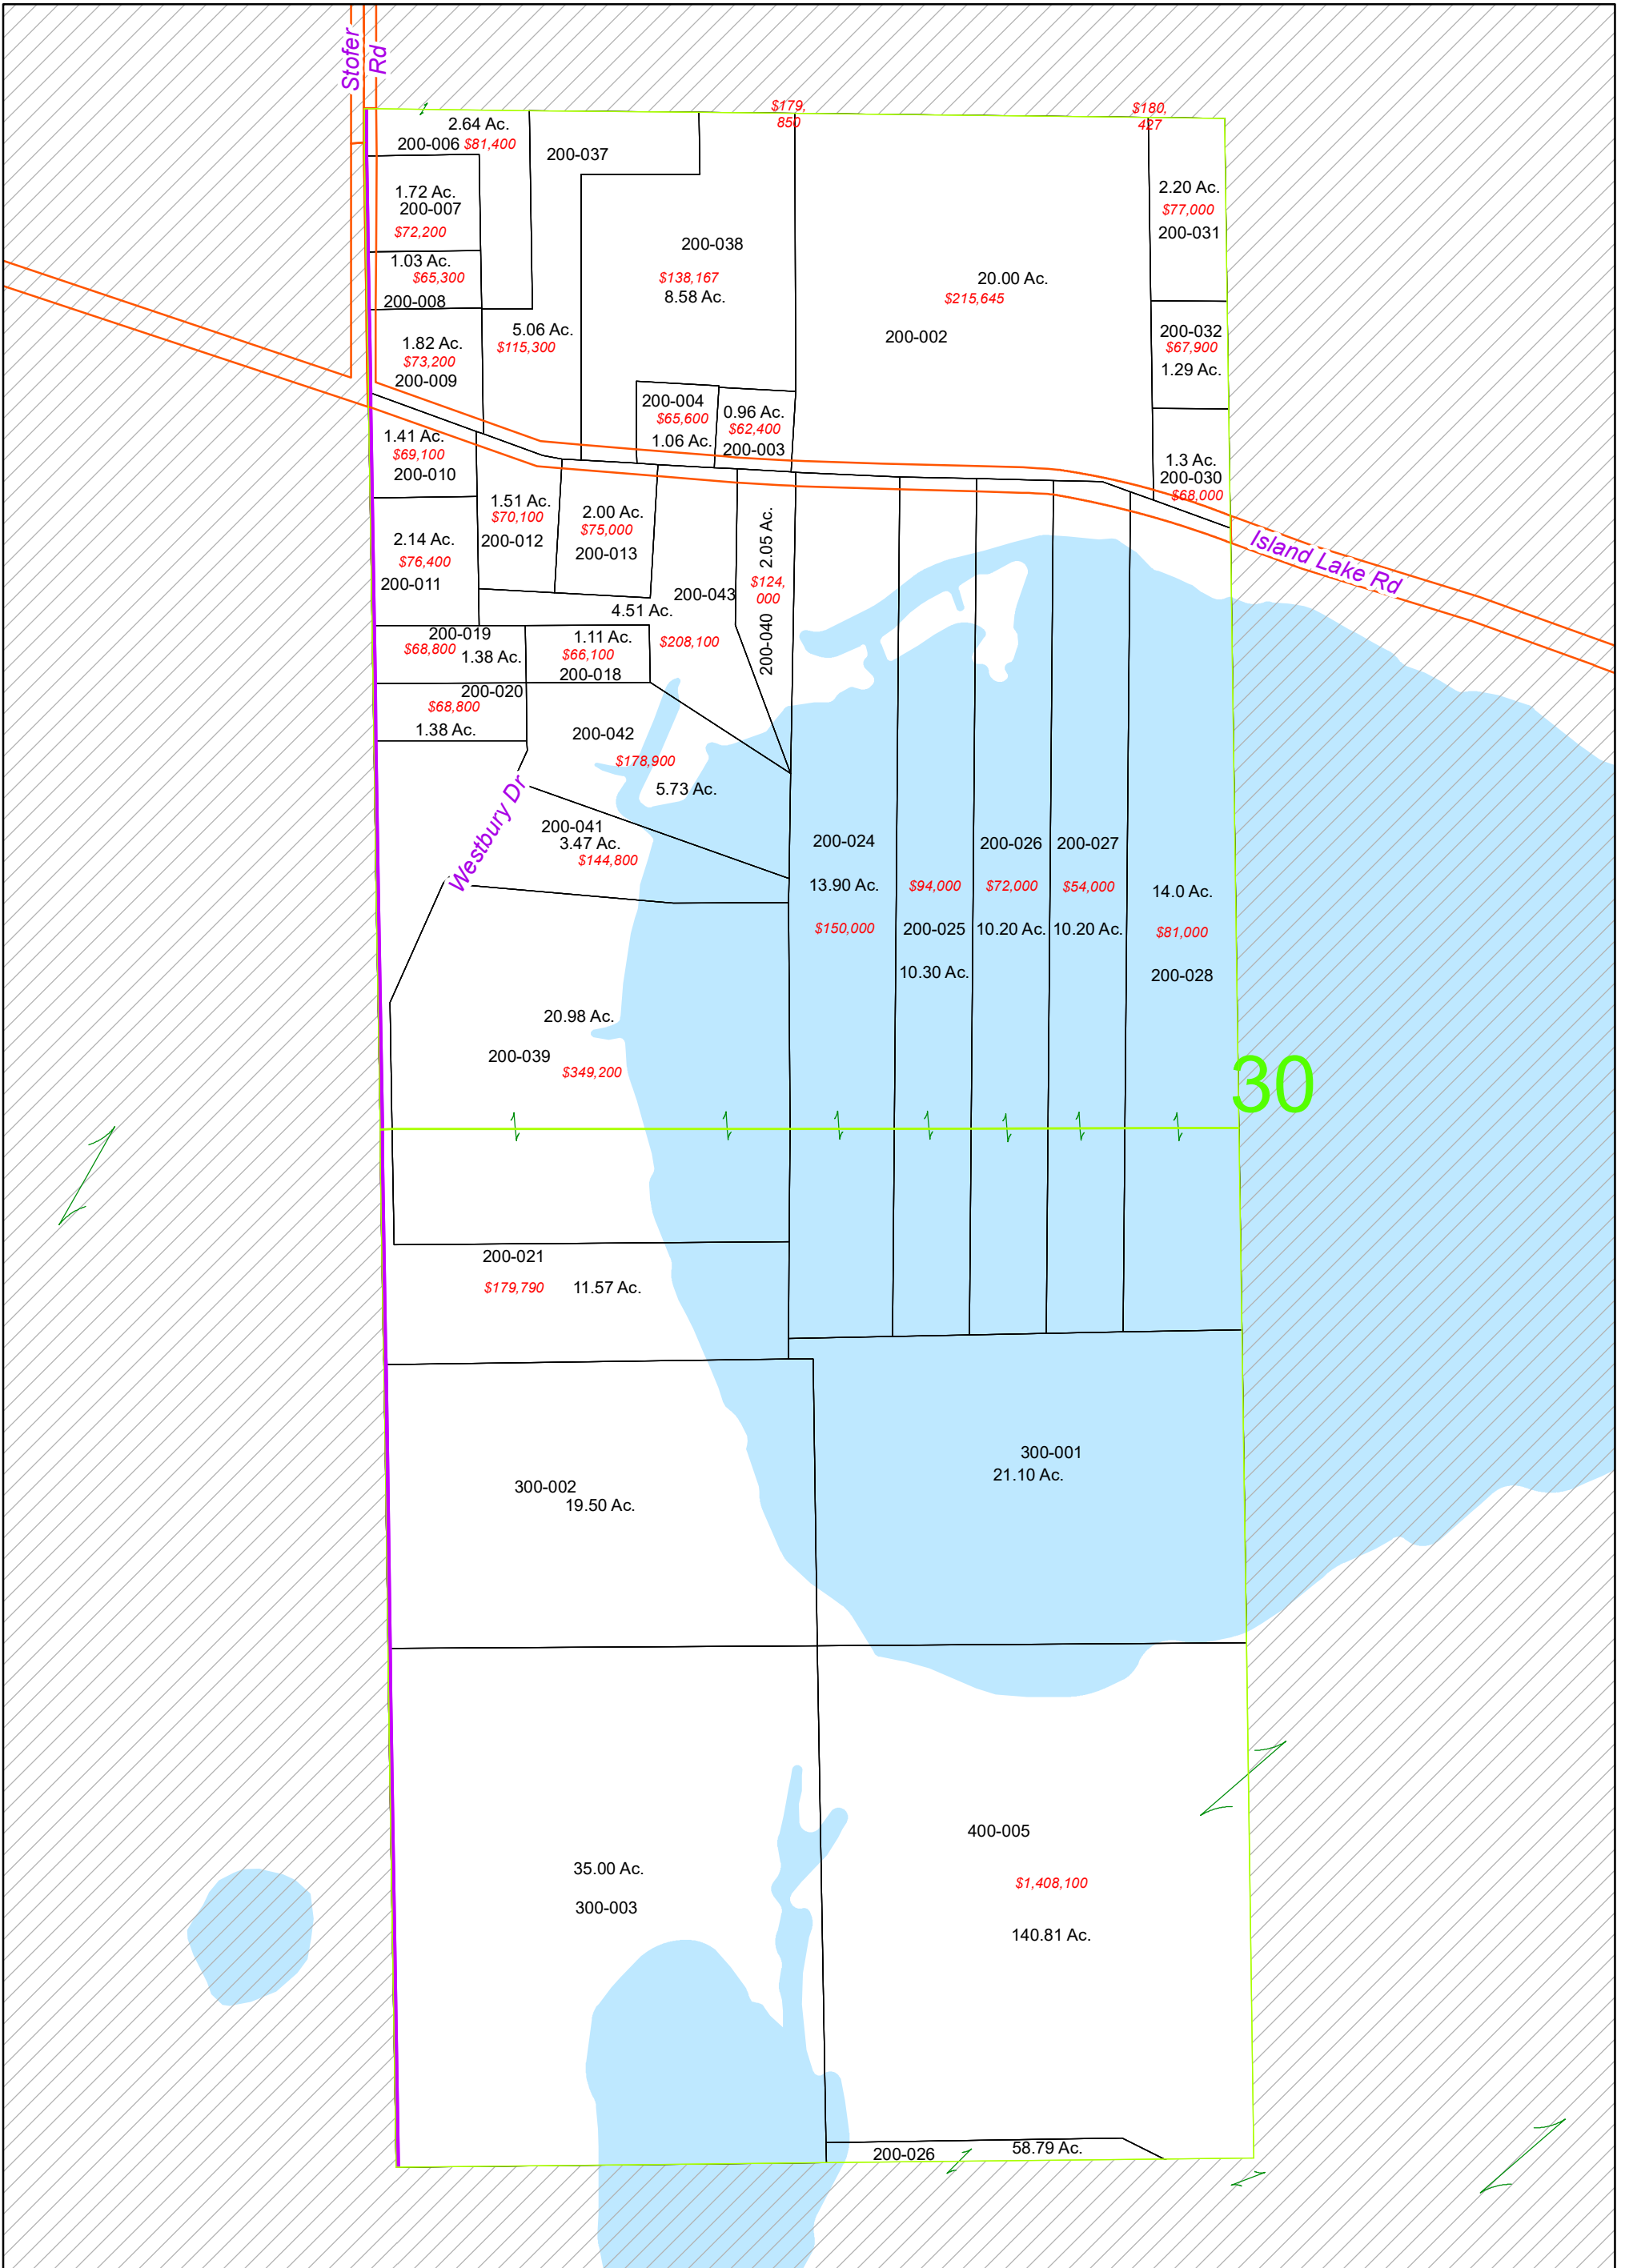 Stofer
Rd
$179,
850
$180,
427
2.64 Ac.
200-006 $81,400
200-037
1.72 Ac.
200-007
$72,200
2.20 Ac.
$77,000
200-031
200-038
$138,167
8.58 Ac.
1.03 Ac.
$65,300
200-008
20.00 Ac.
$215,645
200-002
5.06 Ac.
$115,300
1.82 Ac.
$73,200
200-009
200-032
$67,900
1.29 Ac.
200-004
$65,600
1.06 Ac.
0.96 Ac.
$62,400
200-003
1.41 Ac.
$69,100
200-010
1.3 Ac.
200-030
$68,000
1.51 Ac.
$70,100
200-012
2.00 Ac.
$75,000
200-013
200-040 2.05 Ac.
$124,
000
Island Lake Rd
2.14 Ac.
$76,400
200-011
200-043
4.51 Ac.
$208,100
200-019
$68,800
1.38 Ac.
1.11 Ac.
$66,100
200-018
200-020
$68,800
1.38 Ac.
200-042
$178,900
5.73 Ac.
Westbury Dr
200-041
3.47 Ac.
$144,800
200-024
13.90 Ac.
$150,000
$94,000
200-025
10.30 Ac.
200-026
$72,000
10.20 Ac.
200-027
$54,000
10.20 Ac.
14.0 Ac.
$81,000
200-028
20.98 Ac.
200-039
$349,200
30
200-021
$179,790
11.57 Ac.
300-001
21.10 Ac.
300-002
19.50 Ac.
400-005
$1,408,100
140.81 Ac.
35.00 Ac.
300-003
200-026
58.79 Ac.